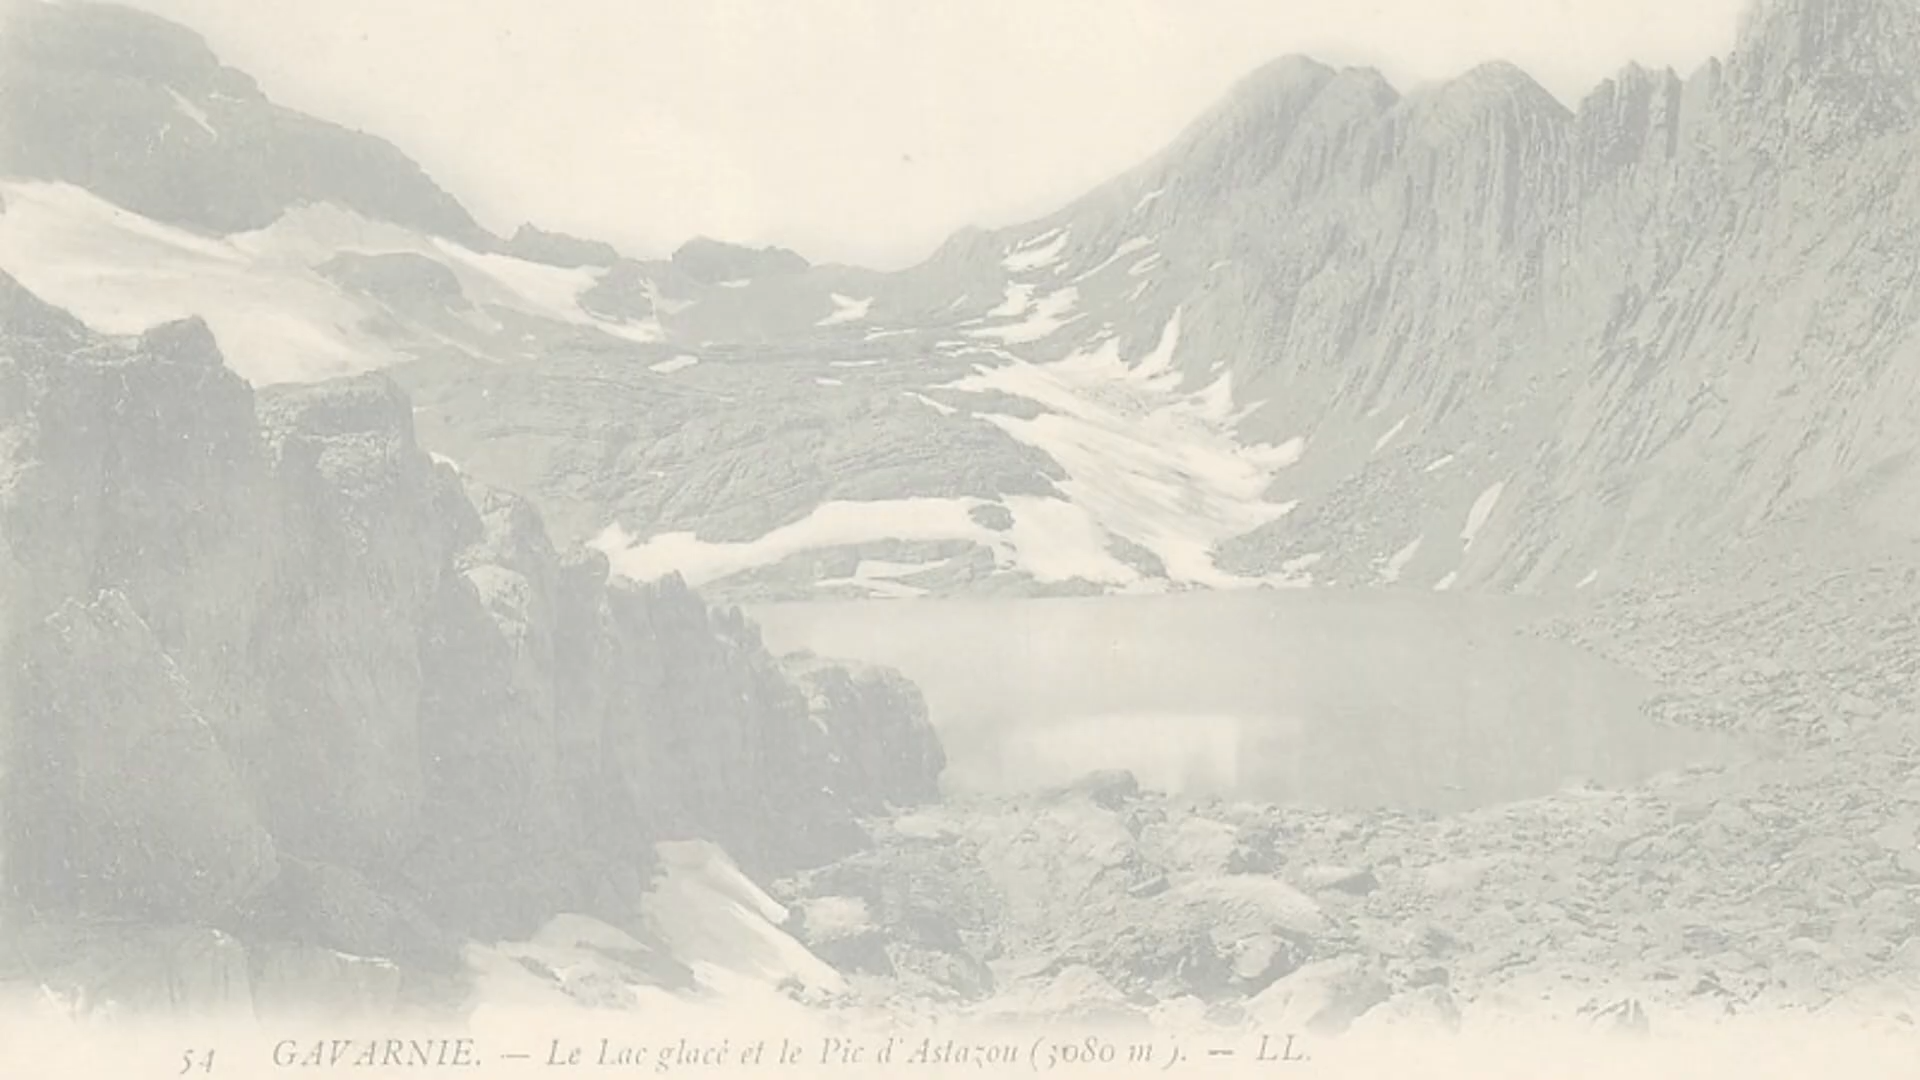 54 GAVARNIE. — Le Lac glacé et le Pic d'Astazou (3080 m). — LL.